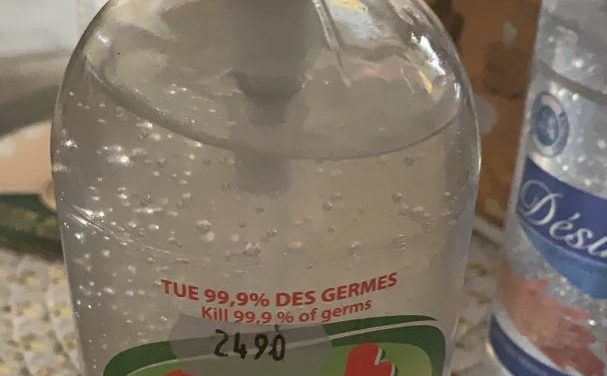 TUE 99,9% DES GERMES
Kill 99,9 % of germs
2490